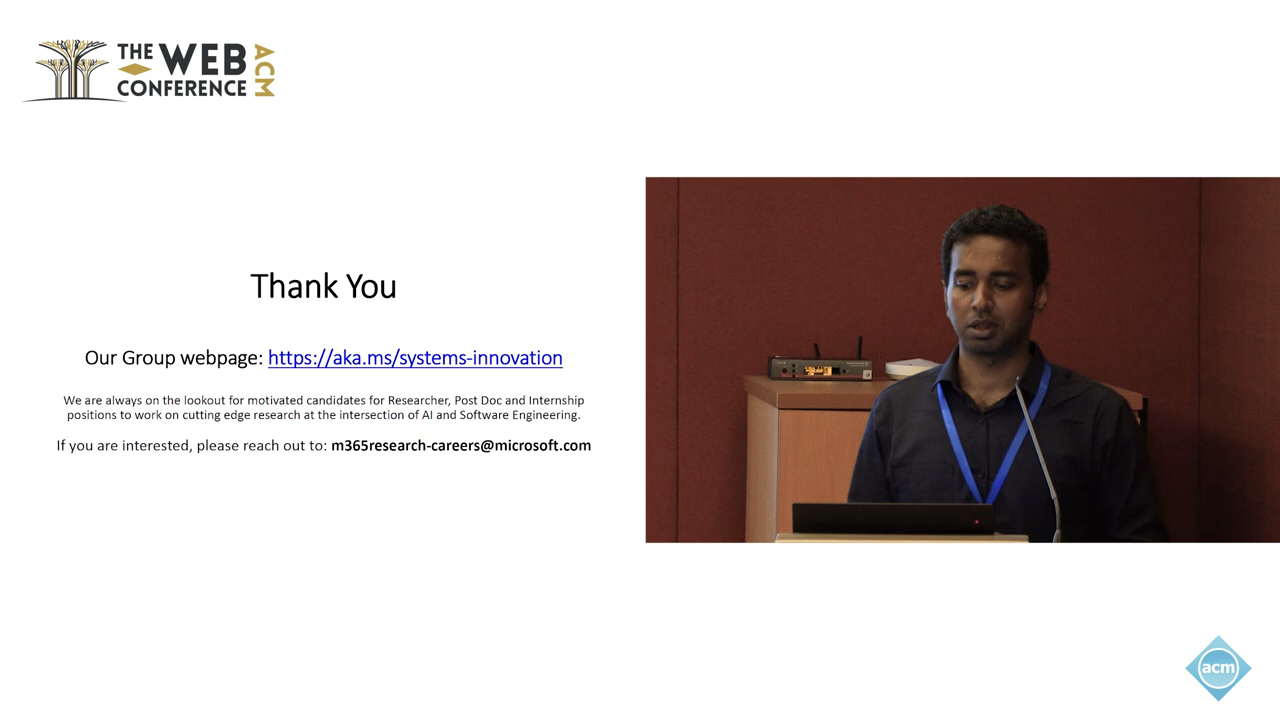 THE WEB
CONFERENCE
ACM
Thank You
Our Group webpage: https://aka.ms/systems-innovation
We are always on the lookout for motivated candidates for Researcher, Post Doc and Internship
positions to work on cutting edge research at the intersection of AI and Software Engineering.
If you are interested, please reach out to: m365research-careers@microsoft.com
acm